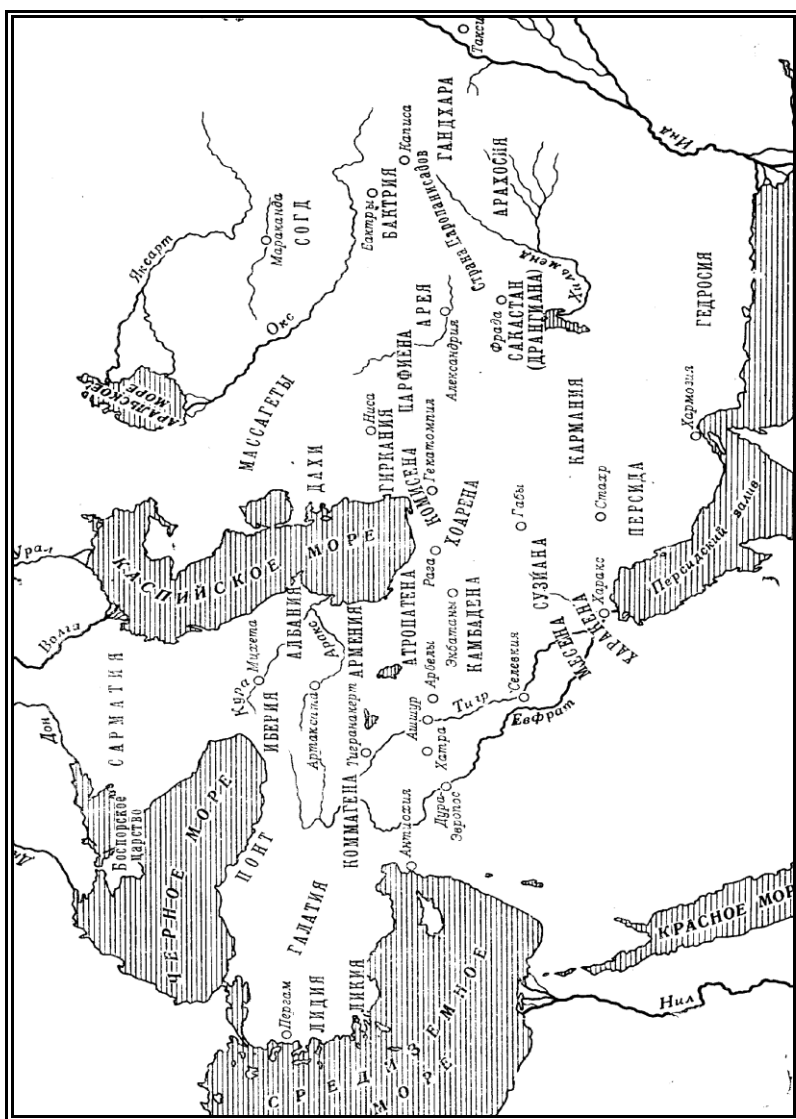 Дон
Волга
Урал
САРМАТИЯ
Боспорское
царство
ЧЕРНОЕ МОРЕ
КАСПИЙСКОЕ МОРЕ
АРАЛЬСКОЕ
МОРЕ
Яксарт
Окс
МАССАГЕТЫ
Мараканда
СОГД
ПОНТ
ИБЕРИЯ
Кура
Мцхета
АЛБАНИЯ
Аракс
Артаксата
ДАХИ
ГАЛАТИЯ
Пергам
ЛИДИЯ
ЛИКИЯ
КОММАГЕНА
Тигранакерт
АРМЕНИЯ
АТРОПАТЕНА
ГИРКАНИЯ
Ниса
ПАРФИЕНА
Бактры
БАКТРИЯ
Каписа
ГАНДХАРА
Такси
Антиохия
Ашшур
Арбелы
Хатра
Дура-
Эвропос
Рага
КОМИСЕНА
Гекатомпил
ХОАРЕНА
АРЕЯ
Александрия
Страна Паропанисадов
Экбатаны
КАМБАДЕНА
Тигр
Евфрат
Селевкия
СУЗИАНА
Габы
Фрада
САКАСТАН
(ДРАНГИАНА)
Хильменд
АРАХОСИЯ
Инд
СРЕДИЗЕМНОЕ
МОРЕ
МЕСЕНА
ХАРАКЕНА
Харакс
Стахр
КАРМАНИЯ
ПЕРСИДА
Хармозия
ГЕДРОСИЯ
Персидский залив
Нил
КРАСНОЕ МОР